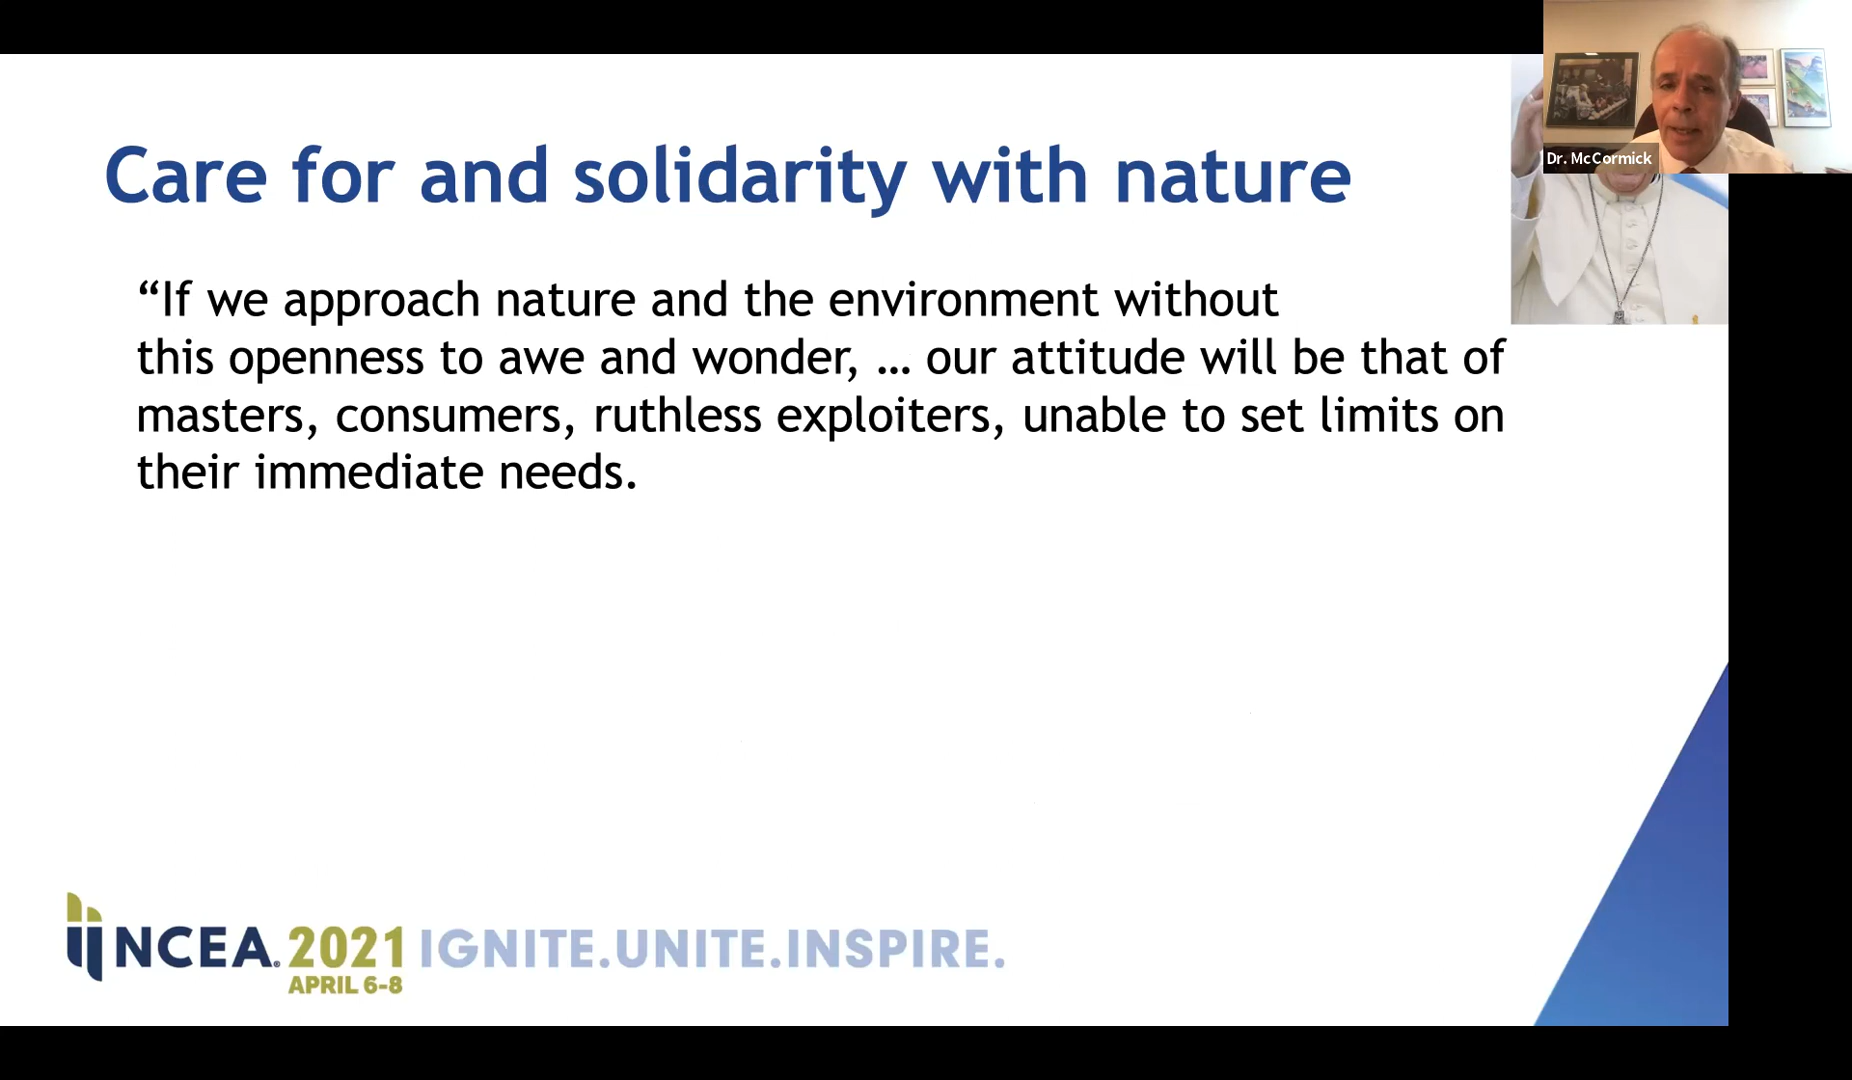 Dr. McCormick
Care for and solidarity with nature
“If we approach nature and the environment without
this openness to awe and wonder, … our attitude will be that of
masters, consumers, ruthless exploiters, unable to set limits on
their immediate needs.
NCEA® 2021 IGNITE.UNITE.INSPIRE.
APRIL 6-8